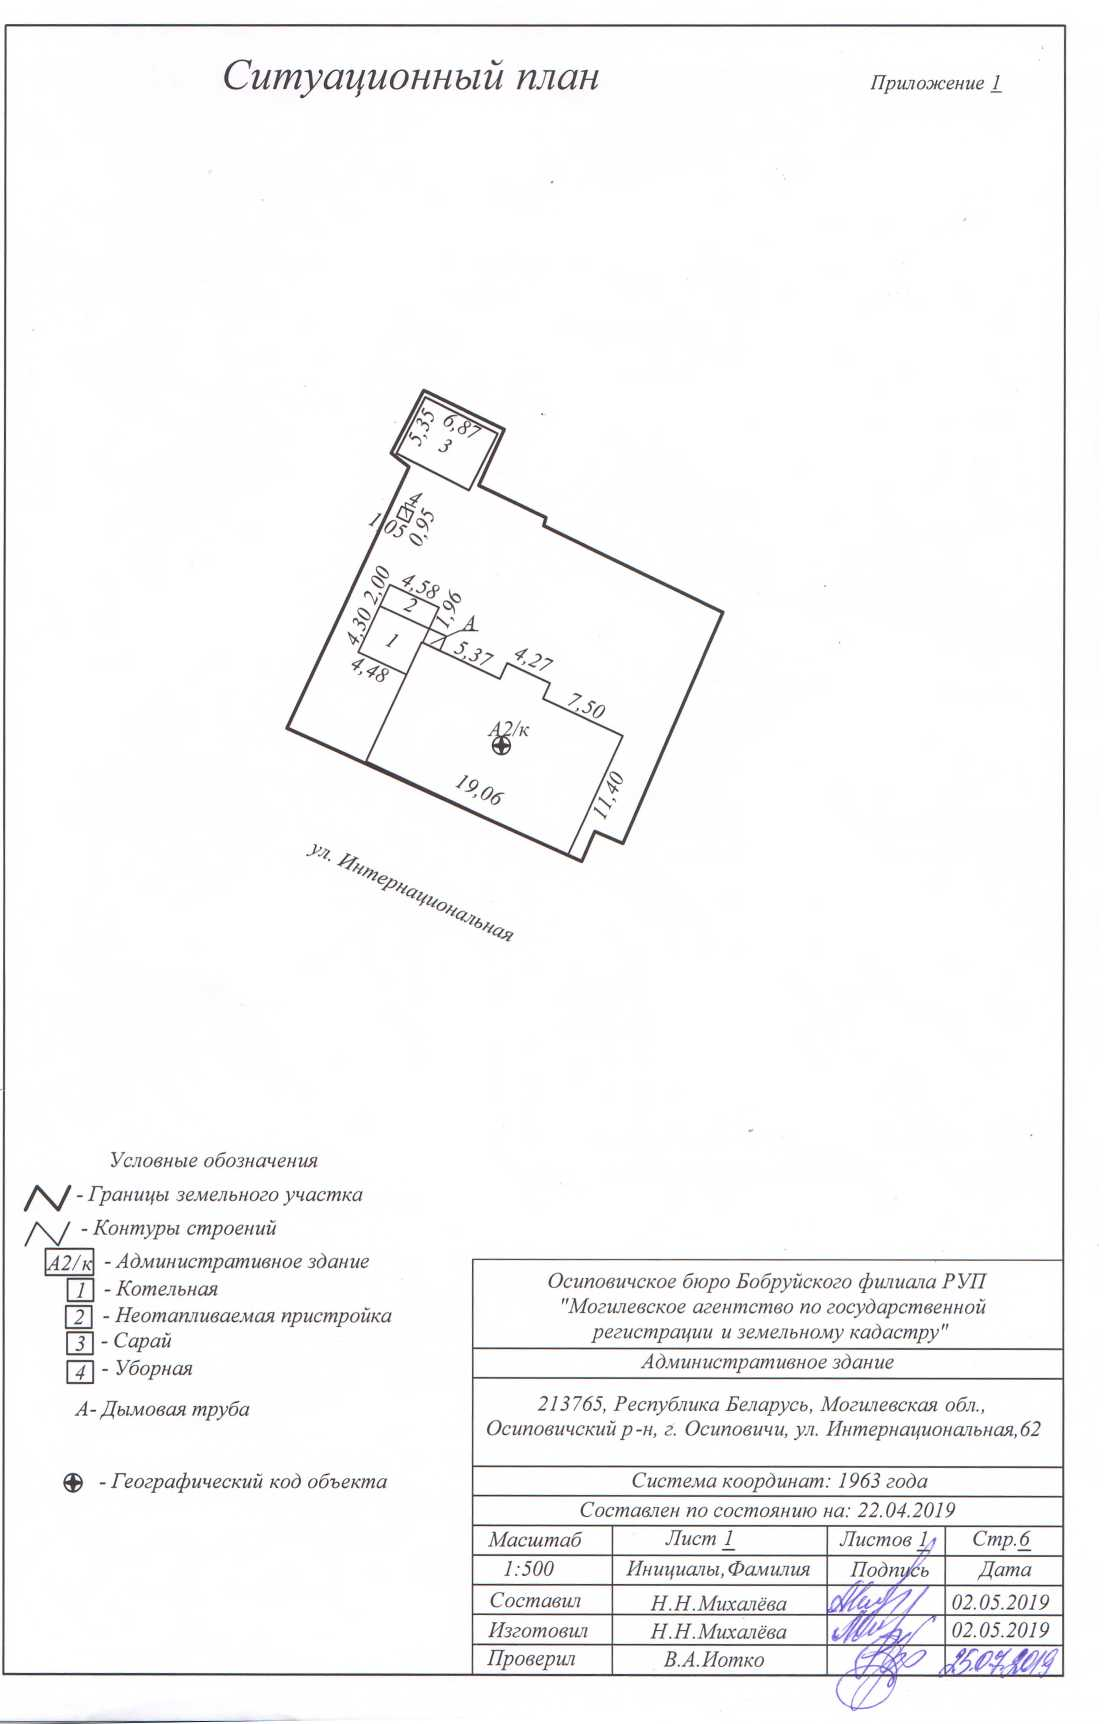 Ситуационный план
Приложение 1
5,35
6,87
3
4
1,05
0,95
2,00
4,58
2
1,96
А
4,30
1
4,48
5,37
4,27
7,50
А2/к
19,06
11,40
ул. Интернациональная
Условные обозначения
- Границы земельного участка
- Контуры строений
А2/к - Административное здание
1 - Котельная
2 - Неотапливаемая пристройка
3 - Сарай
4 - Уборная
А- Дымовая труба
- Географический код объекта
Осиповичское бюро Бобруйского филиала РУП
"Могилевское агентство по государственной
регистрации и земельному кадастру"
Административное здание
213765, Республика Беларусь, Могилевская обл.,
Осиповичский р-н, г. Осиповичи, ул. Интернациональная,62
Система координат: 1963 года
Составлен по состоянию на: 22.04.2019
Масштаб Лист 1 Листов 1 Стр.6
1:500 Инициалы,Фамилия Подпись Дата
Составил Н.Н.Михалёва 02.05.2019
Изготовил Н.Н.Михалёва 02.05.2019
Проверил В.А.Иотко 25.07.2019